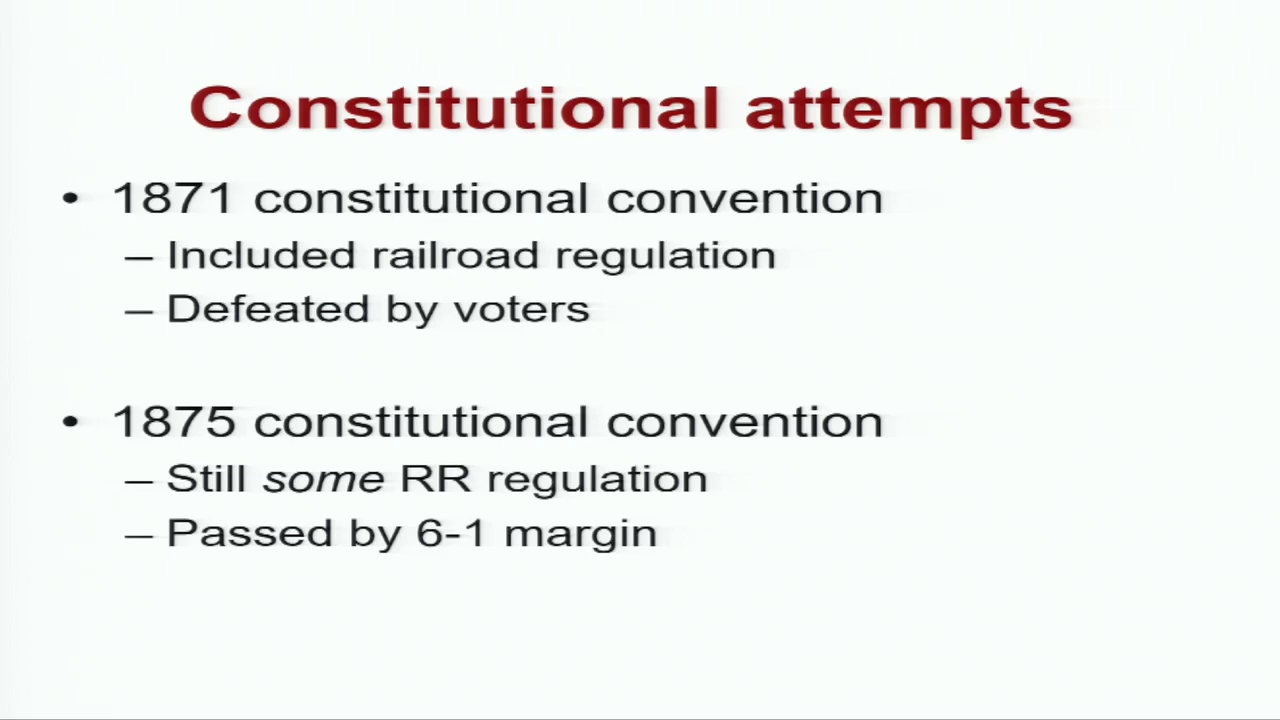 Constitutional attempts
• 1871 constitutional convention
– Included railroad regulation
– Defeated by voters
• 1875 constitutional convention
– Still some RR regulation
– Passed by 6-1 margin